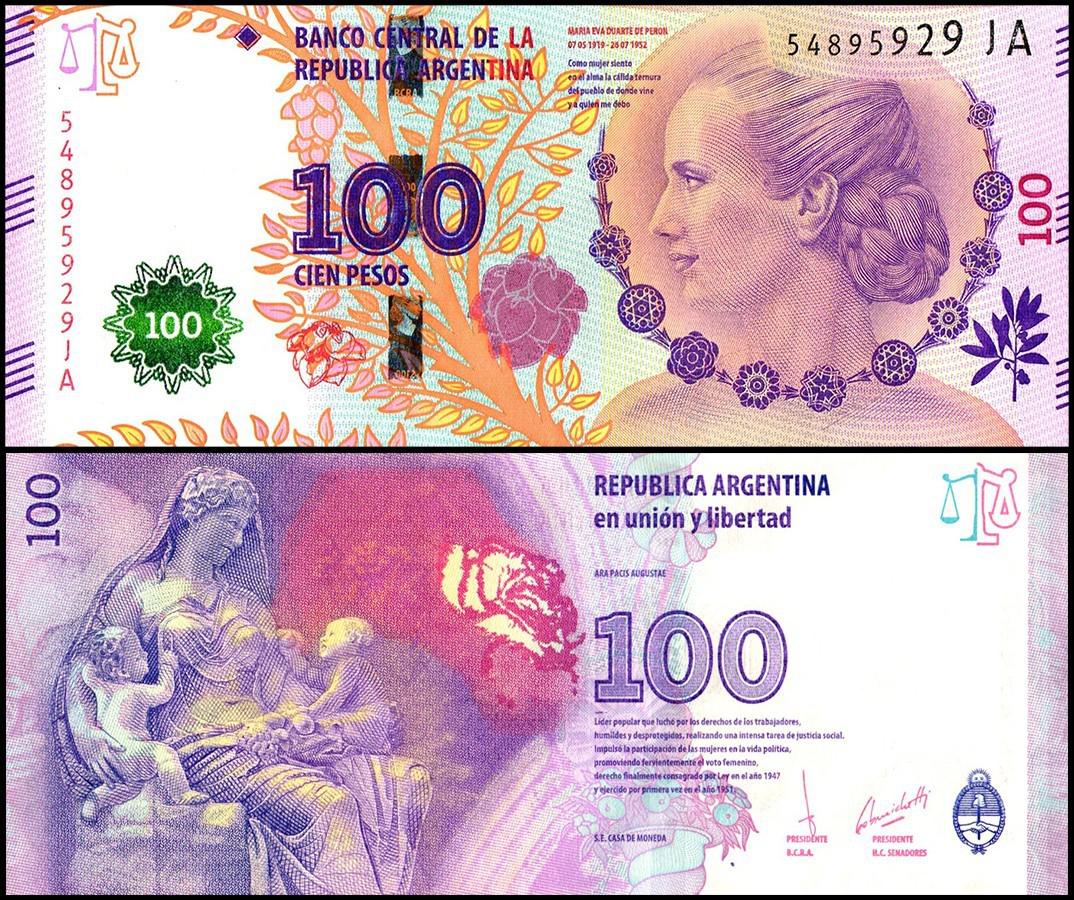 BANCO CENTRAL DE LA
REPUBLICA ARGENTINA
BCRA
MARIA EVA DUARTE DE PERON
07 05 1919 - 26 07 1952
Como mujer siento
en el alma la cálida ternura
del pueblo de donde vine
y a quien me debo
54895929 JA
54895929JA
100
CIEN PESOS
100
100
100
REPUBLICA ARGENTINA
en unión y libertad
ARA PACIS AUGUSTAE
100
Líder popular que luchó por los derechos de los trabajadores,
humildes y desprotegidos, realizando una intensa tarea de justicia social.
Impulsó la participación de las mujeres en la vida política,
promoviendo fervientemente el voto femenino,
derecho finalmente consagrado por Ley en el año 1947
y ejercido por primera vez en el año 1951.
S.E. CASA DE MONEDA
PRESIDENTE
B.C.R.A.
PRESIDENTE
H.C. SENADORES